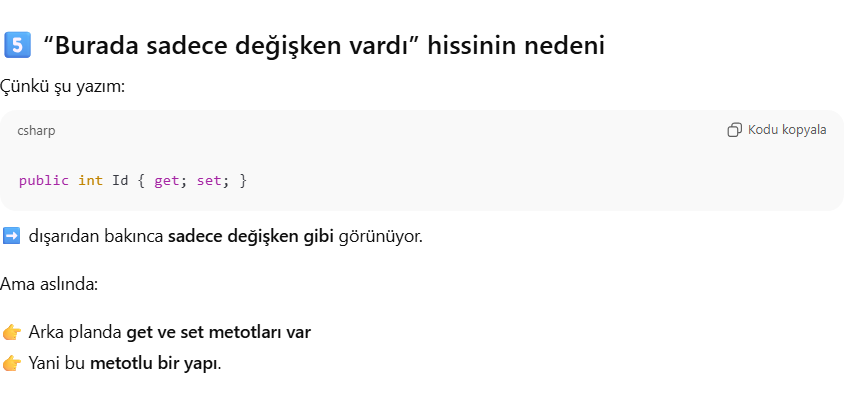 5 “Burada sadece değişken vardı” hissinin nedeni
Çünkü şu yazım:
csharp
Kodu kopyala
public int Id { get; set; }
➡ dışarıdan bakınca sadece değişken gibi görünüyor.
Ama aslında:
👉 Arka planda get ve set metotları var
👉 Yani bu metotlu bir yapı.